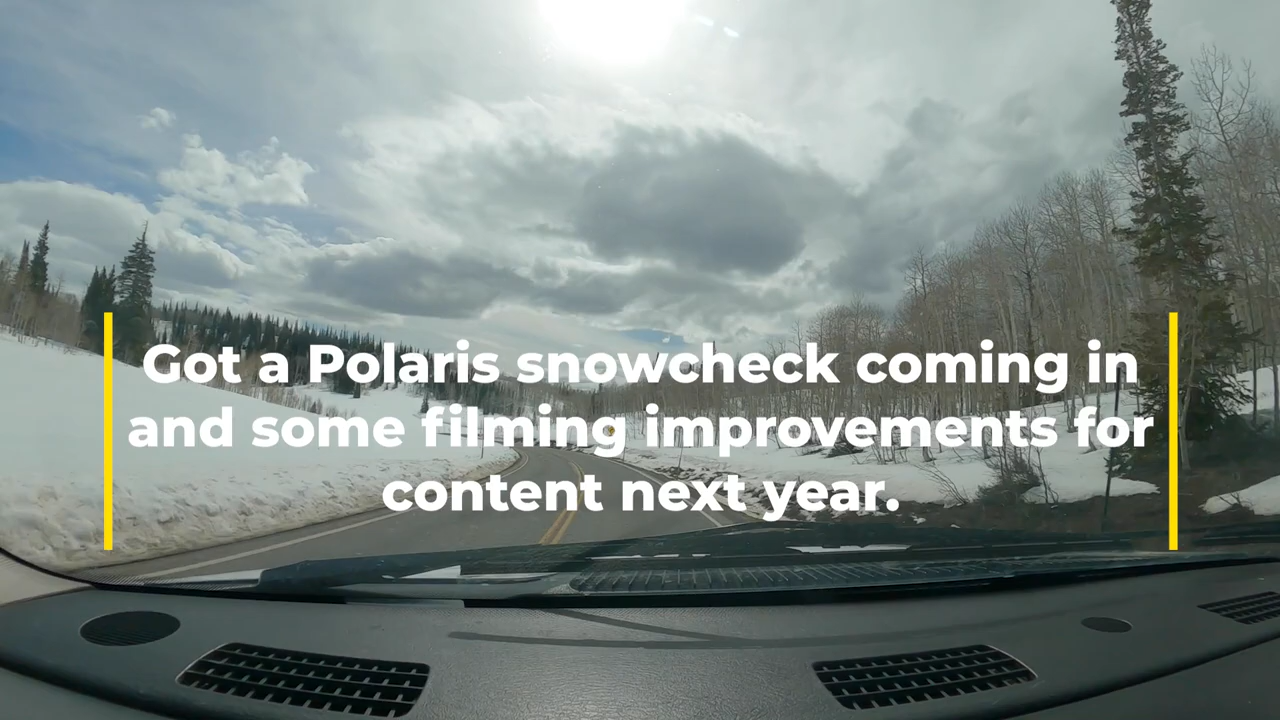 Got a Polaris snowcheck coming in
and some filming improvements for
content next year.